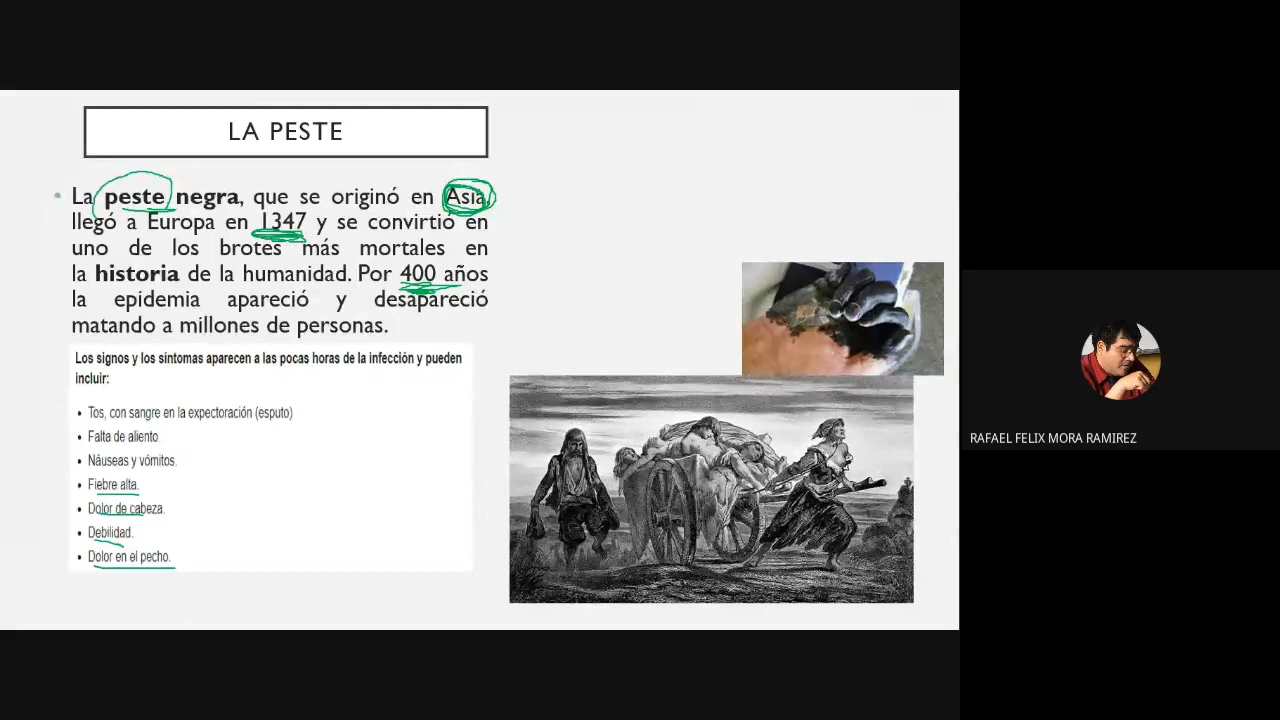 LA PESTE
• La peste negra, que se originó en Asia,
llegó a Europa en 1347 y se convirtió en
uno de los brotes más mortales en
la historia de la humanidad. Por 400 años
la epidemia apareció y desapareció
matando a millones de personas.
Los signos y los síntomas aparecen a las pocas horas de la infección y pueden
incluir:
• Tos, con sangre en la expectoración (esputo)
• Falta de aliento.
• Náuseas y vómitos.
• Fiebre alta.
• Dolor de cabeza.
• Debilidad.
• Dolor en el pecho.
RAFAEL FELIX MORA RAMIREZ